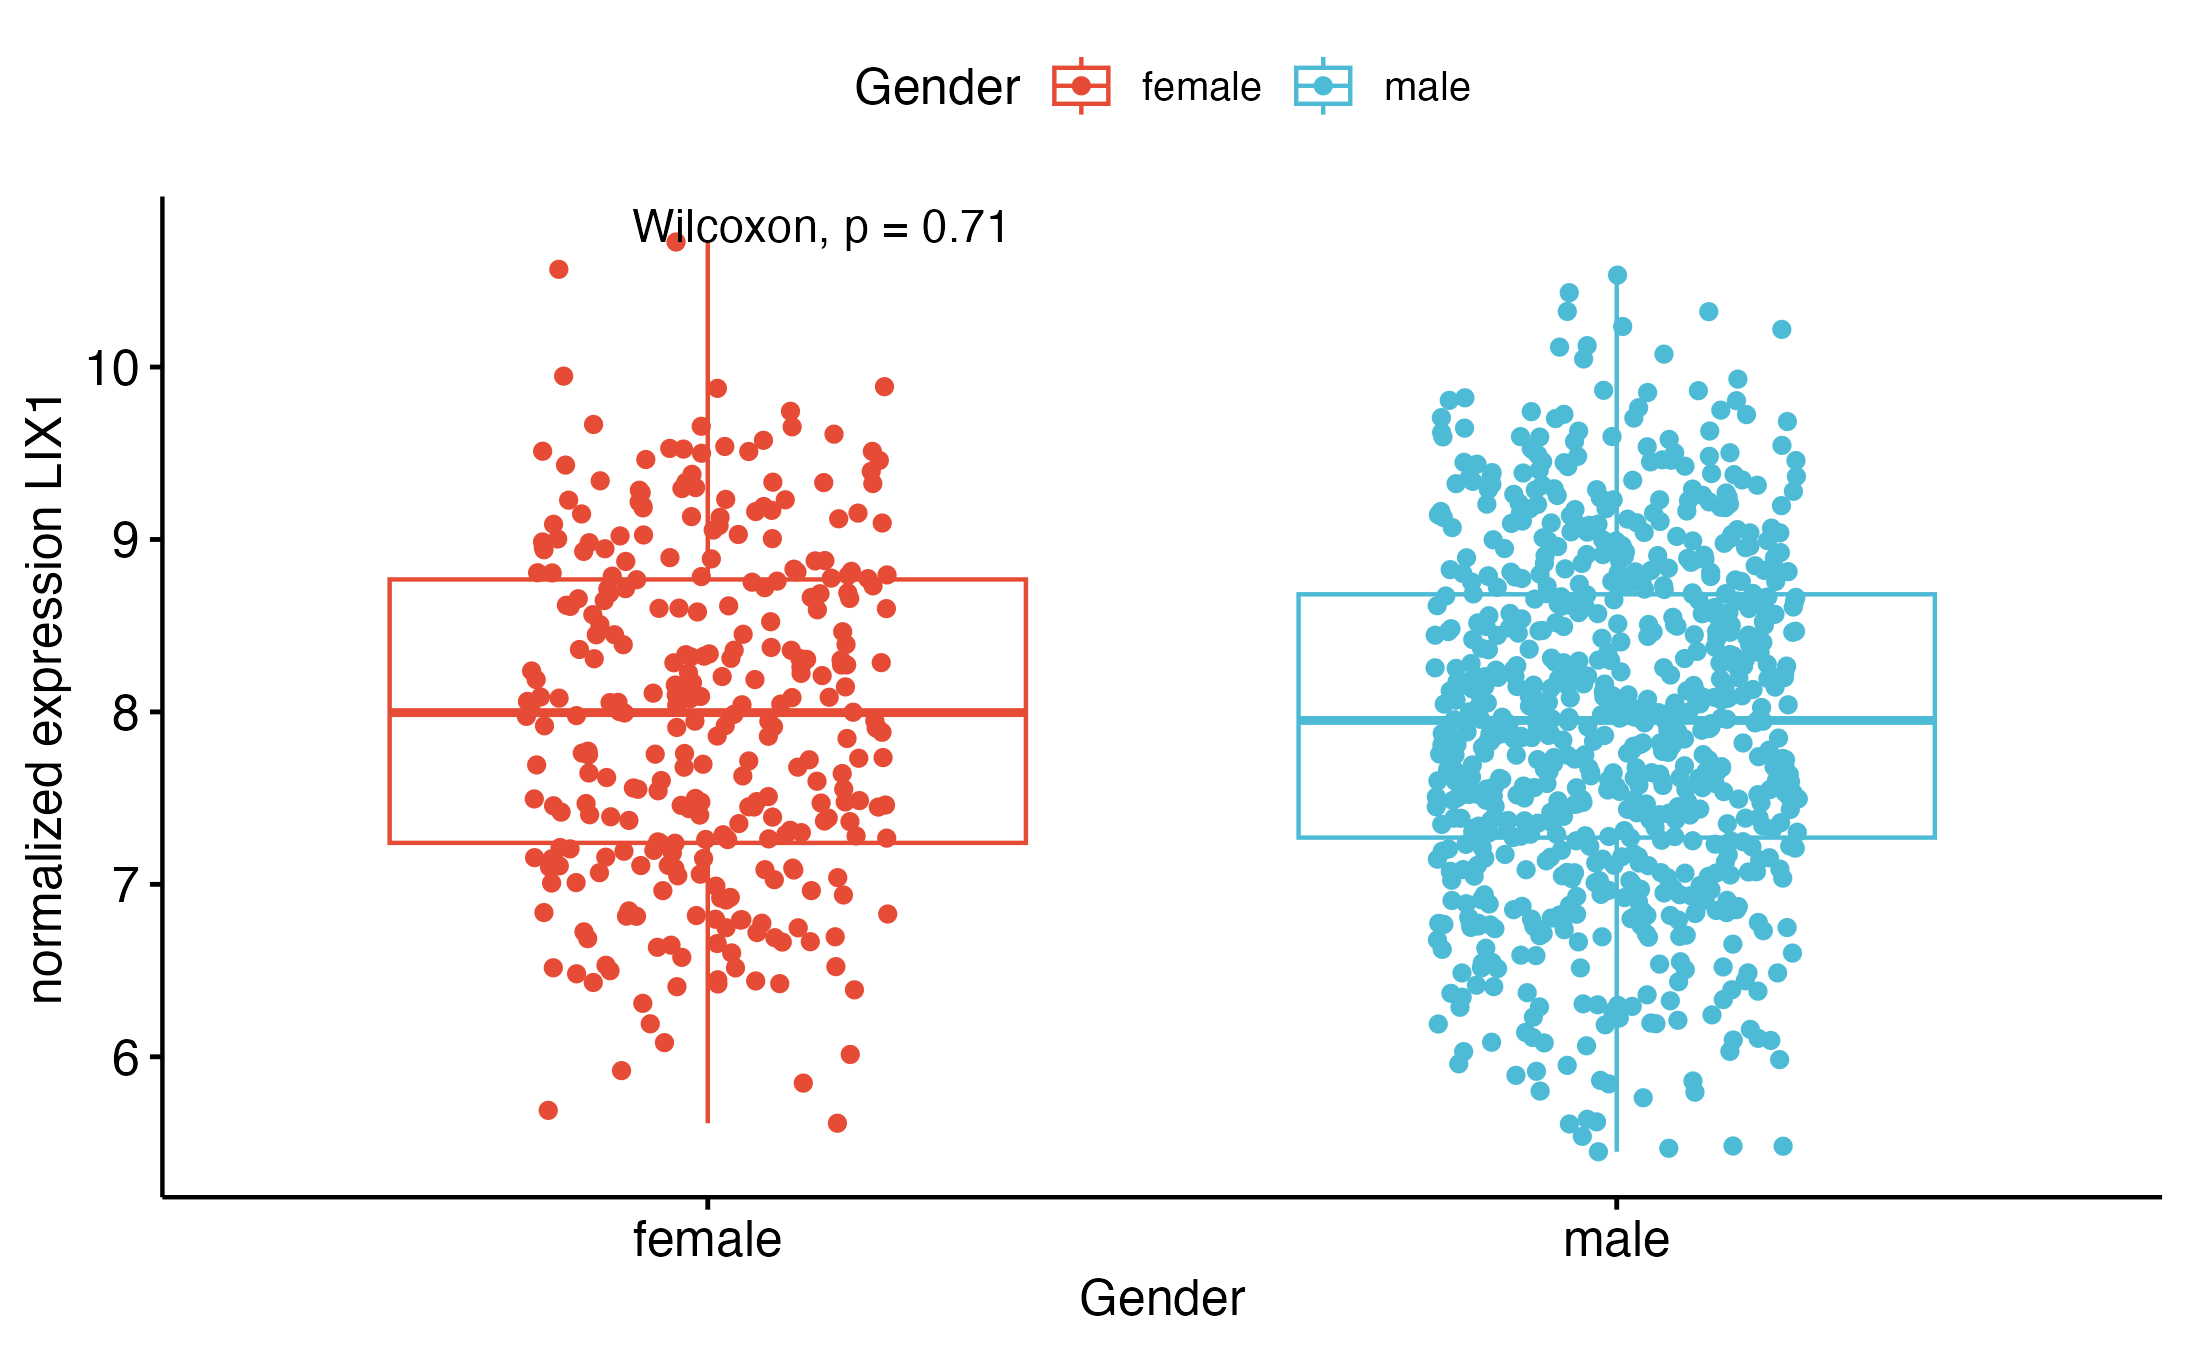 Gender female male
Wilcoxon, p = 0.71
normalized expression LIX1
10
9
8
7
6
female male
Gender